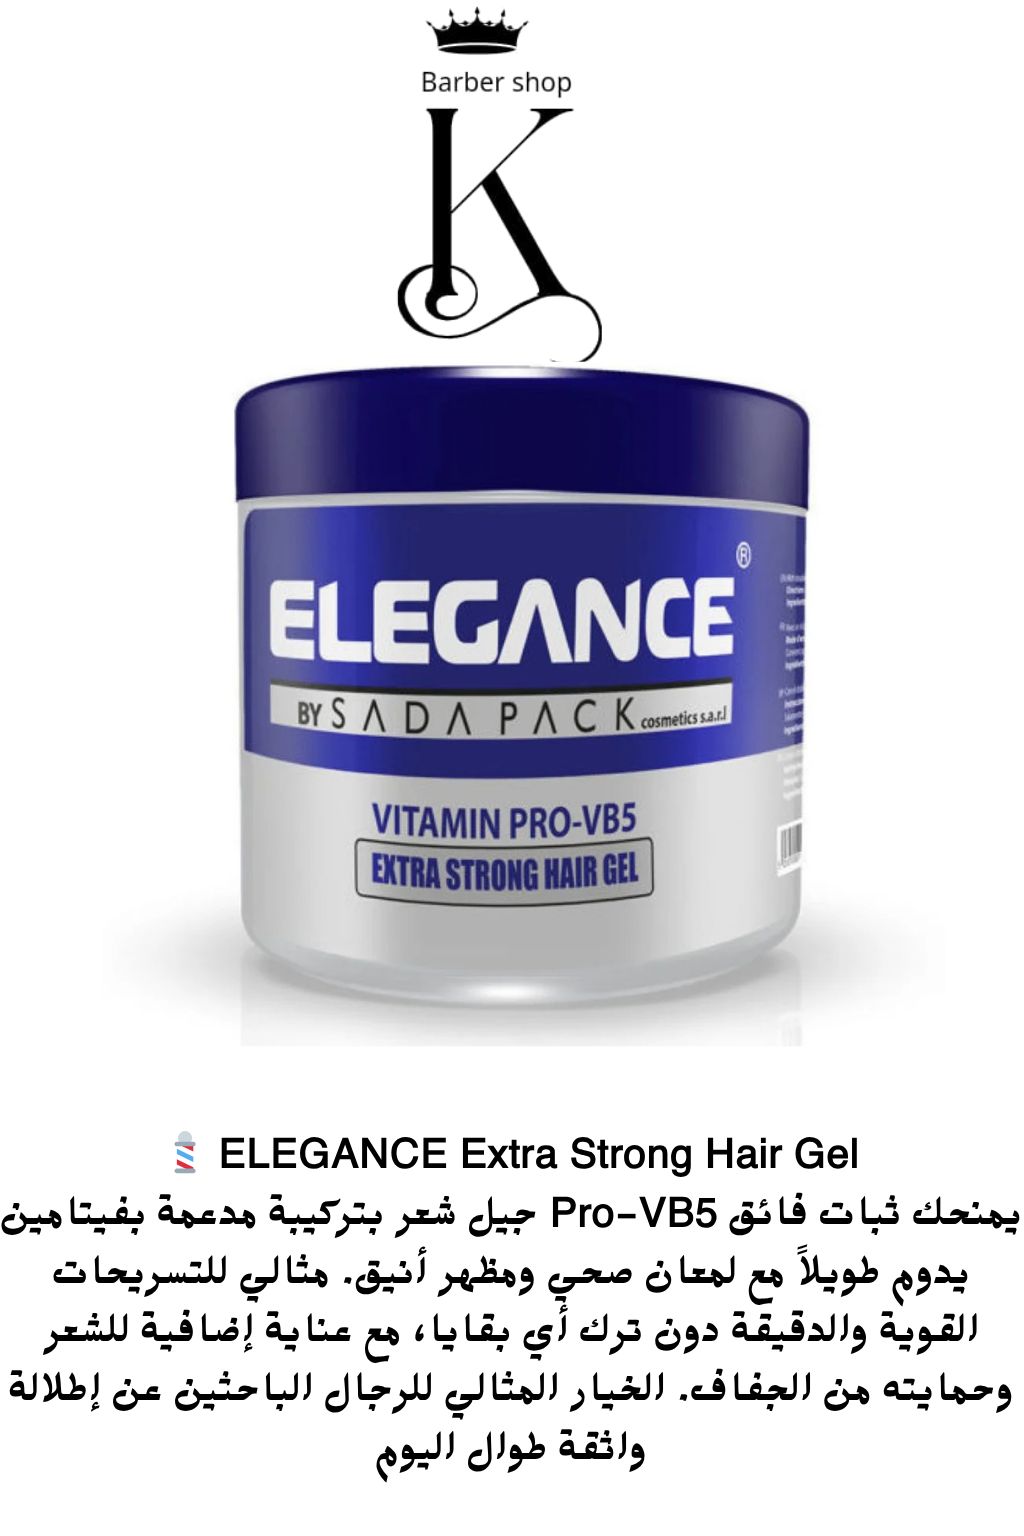 Barber shop
K
ELEGANCE®
BY SADA PACK cosmetics s.a.r.l
VITAMIN PRO-VB5
EXTRA STRONG HAIR GEL
💈 ELEGANCE Extra Strong Hair Gel
جيل شعر بتركيبة مدعمة بفيتامين Pro-VB5 يمنحك ثبات فائق
يدوم طويلاً مع لمعان صحي ومظهر أنيق. مثالي للتسريحات
القوية والدقيقة دون ترك أي بقايا، مع عناية إضافية للشعر
وحمايته من الجفاف. الخيار المثالي للرجال الباحثين عن إطلالة
واثقة طوال اليوم